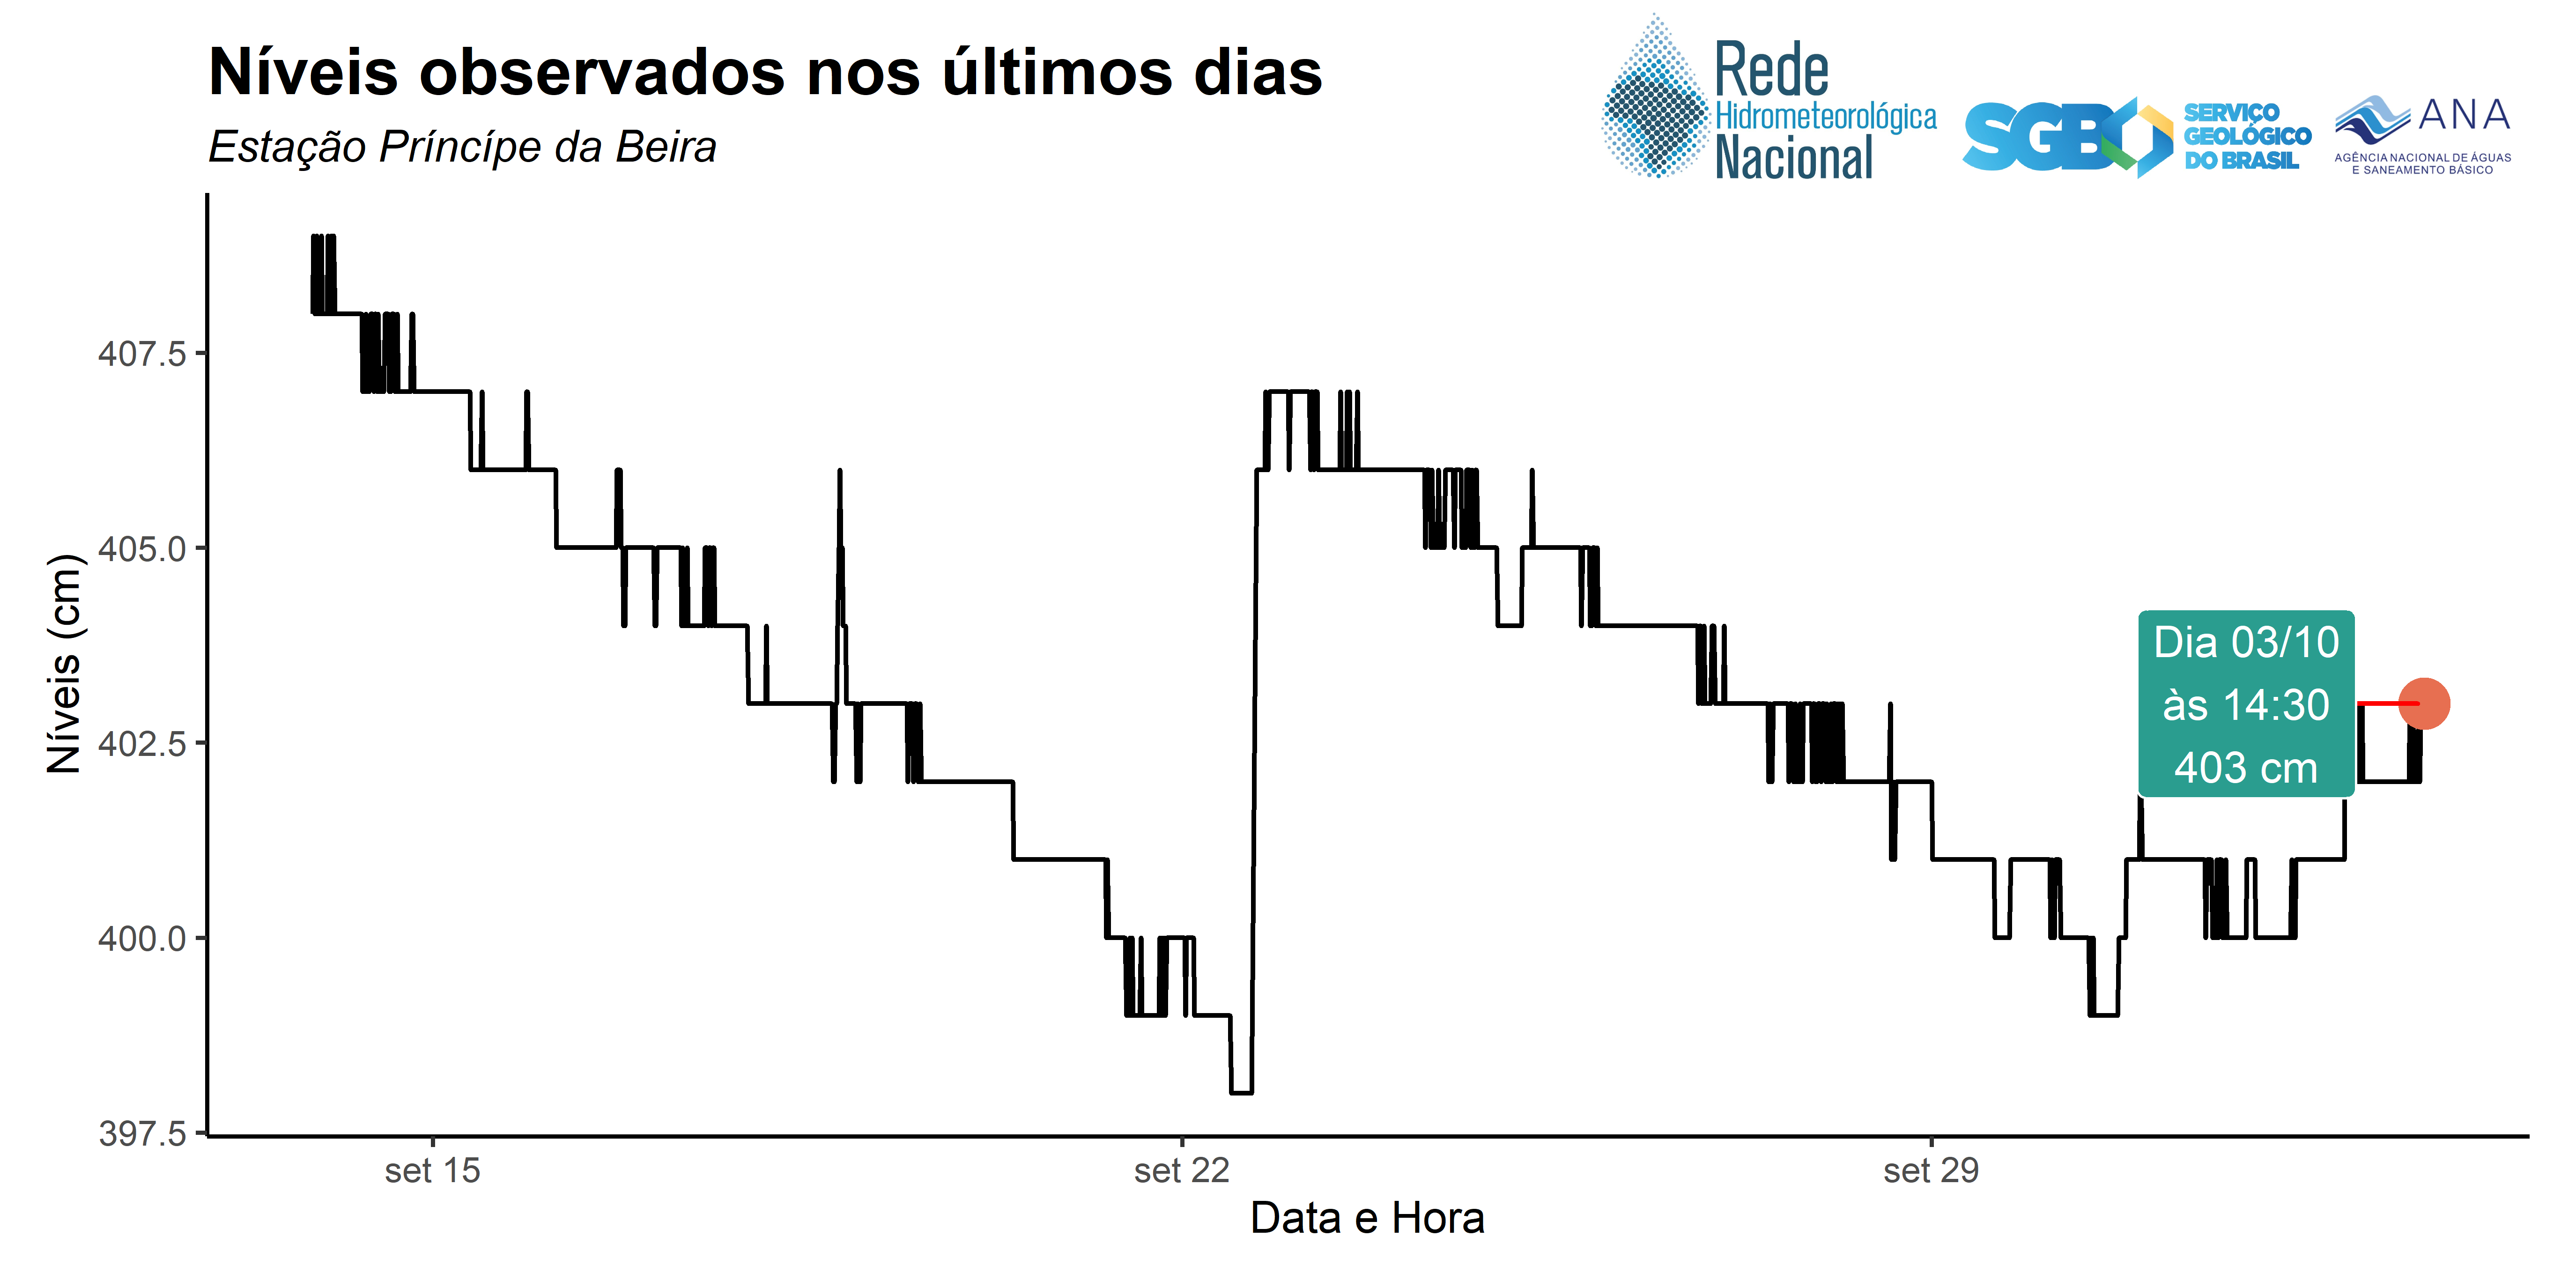 Níveis observados nos últimos dias
Estação Príncípe da Beira
Rede
Hidrometeorológica
Nacional
SGB
SERVIÇO
GEOLÓGICO
DO BRASIL
ANA
AGÊNCIA NACIONAL DE ÁGUAS
E SANEAMENTO BÁSICO
Níveis (cm)
407.5
405.0
402.5
400.0
397.5
Dia 03/10
às 14:30
403 cm
set 15
set 22
set 29
Data e Hora